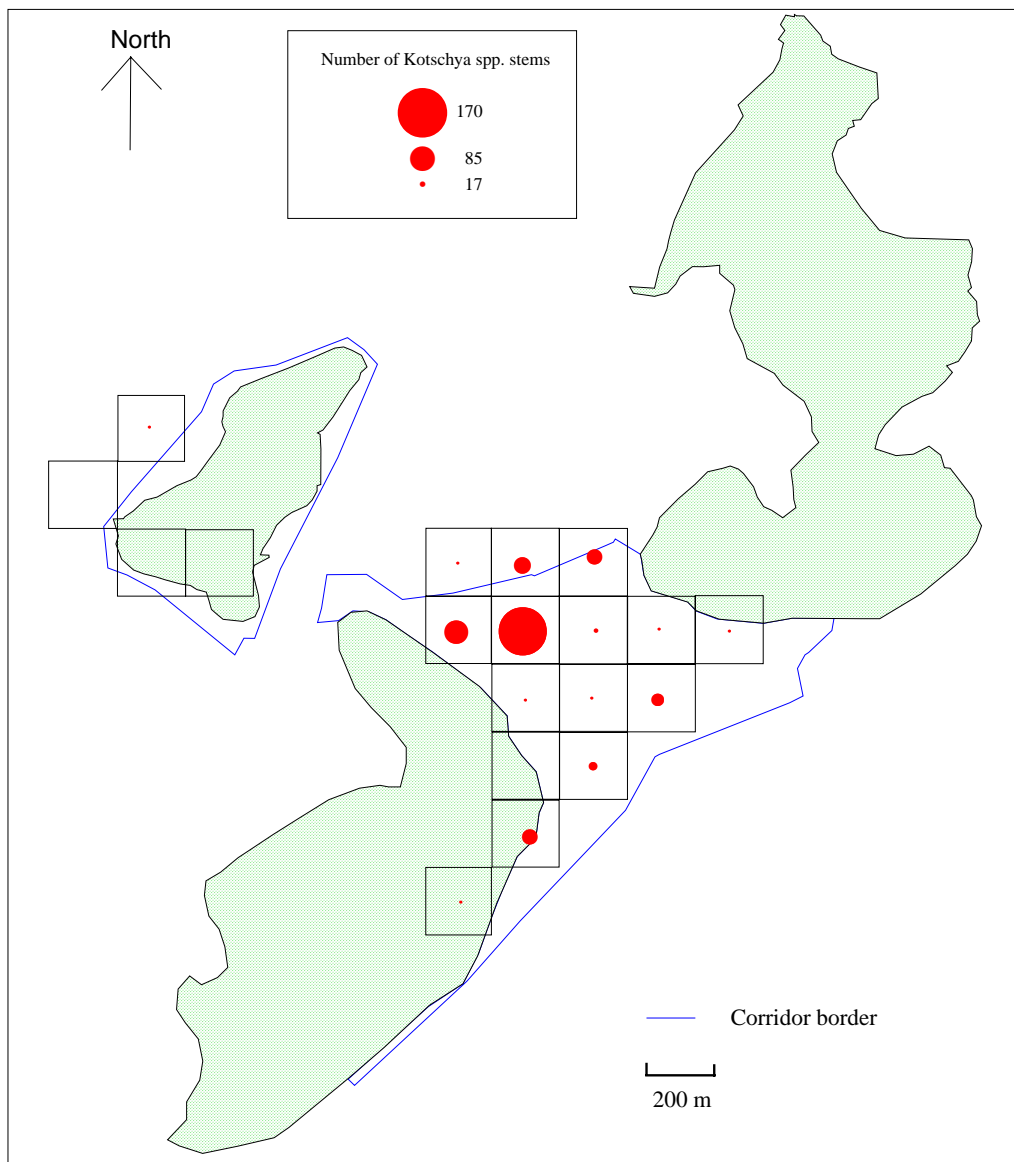 North
Number of Kotschya spp. stems
170
85
17
Corridor border
200 m